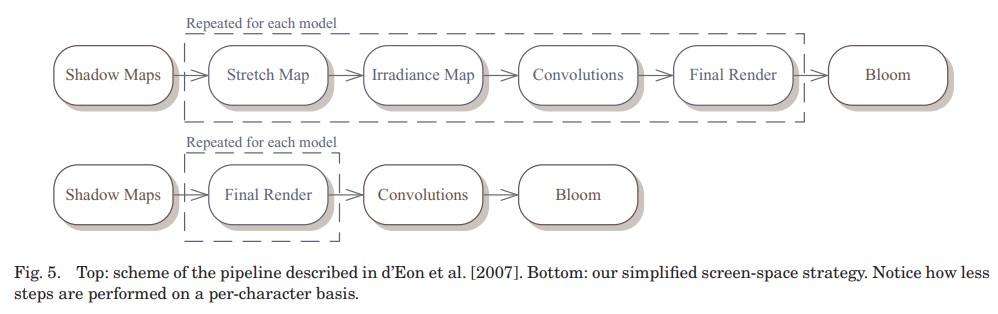 Repeated for each model
Shadow Maps
Stretch Map
Irradiance Map
Convolutions
Final Render
Bloom
Repeated for each model
Shadow Maps
Final Render
Convolutions
Bloom
Fig. 5. Top: scheme of the pipeline described in d’Eon et al. [2007]. Bottom: our simplified screen-space strategy. Notice how less
steps are performed on a per-character basis.